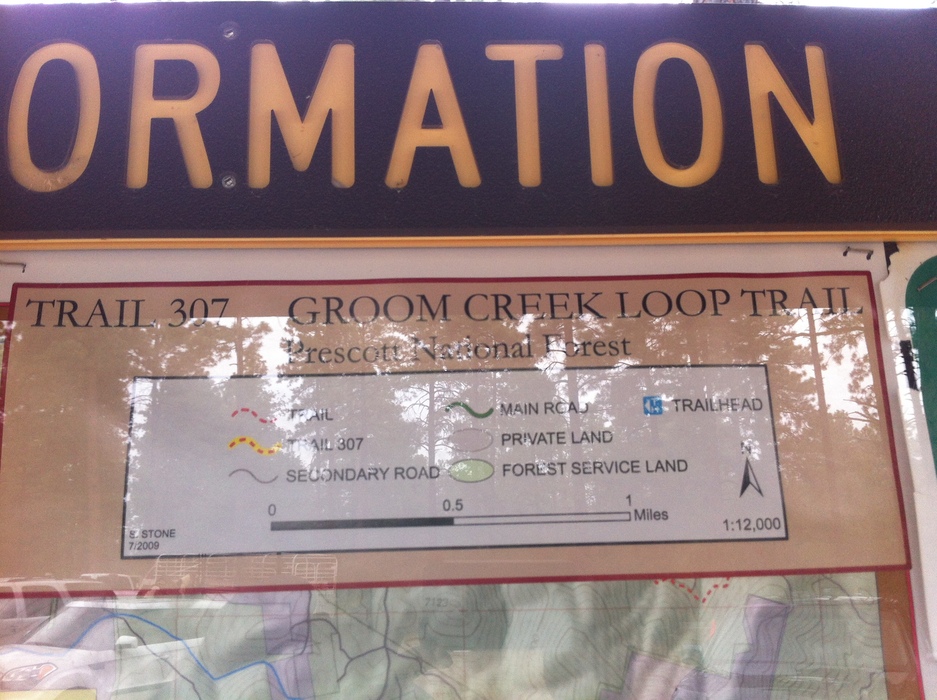 ORMATION
TRAIL 307 GROOM CREEK LOOP TRAIL
Prescott National Forest
TRAIL MAIN ROAD TRAILHEAD
TRAIL 307 PRIVATE LAND
SECONDARY ROAD FOREST SERVICE LAND
N
0 0.5 1
Miles
S. STONE
7/2009
1:12,000